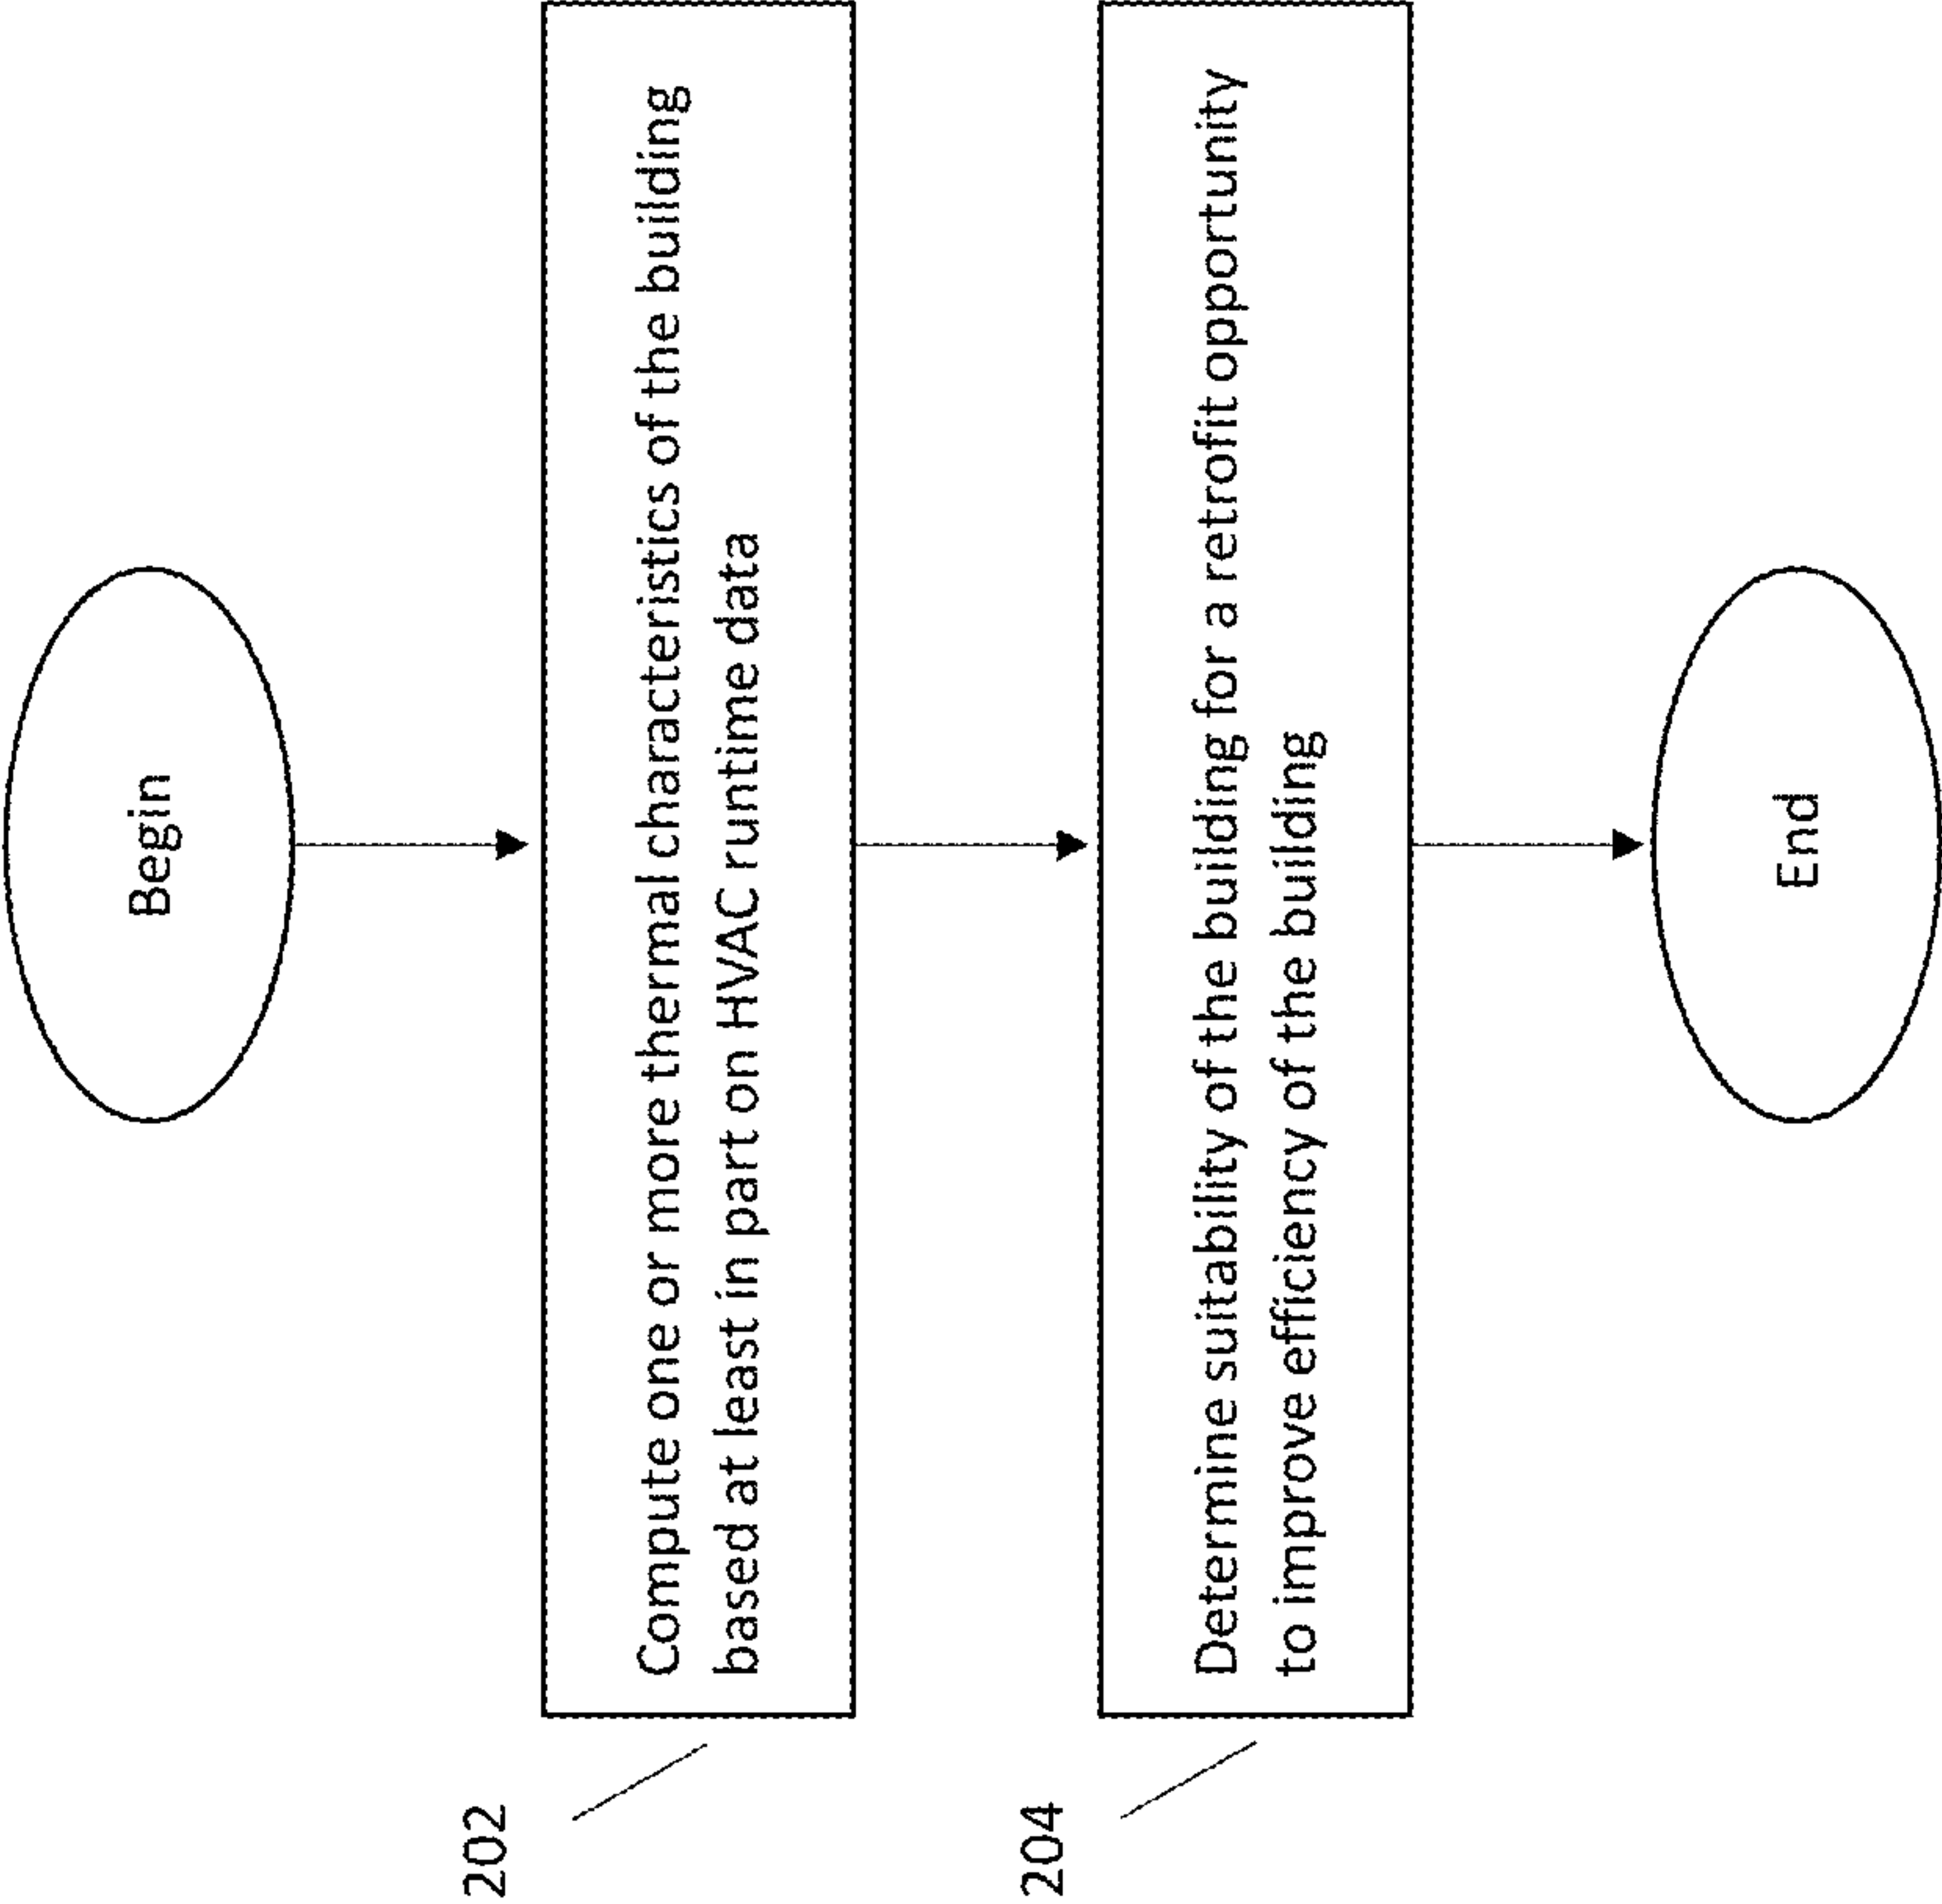 Begin
202
Compute one or more thermal characteristics of the building
based at least in part on HVAC runtime data
204
Determine suitability of the building for a retrofit opportunity
to improve efficiency of the building
End